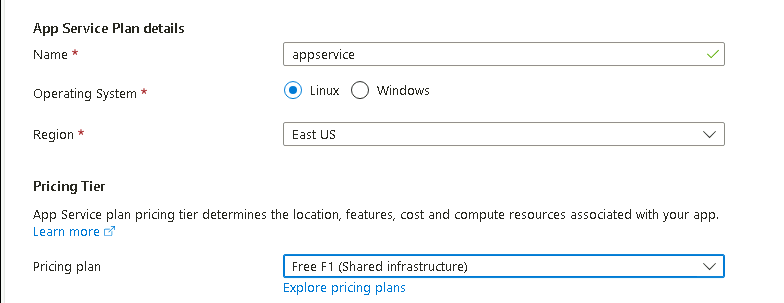 App Service Plan details
Name *
appservice
Operating System *
Linux
Windows
Region *
East US
Pricing Tier
App Service plan pricing tier determines the location, features, cost and compute resources associated with your app.
Learn more
Pricing plan
Free F1 (Shared infrastructure)
Explore pricing plans